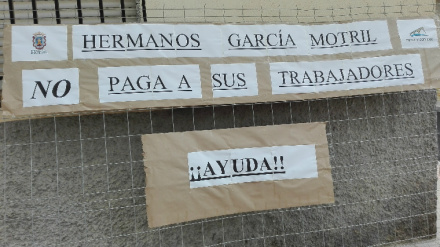 HERMANOS GARCÍA MOTRIL
NO PAGA A SUS TRABAJADORES
¡¡AYUDA!!